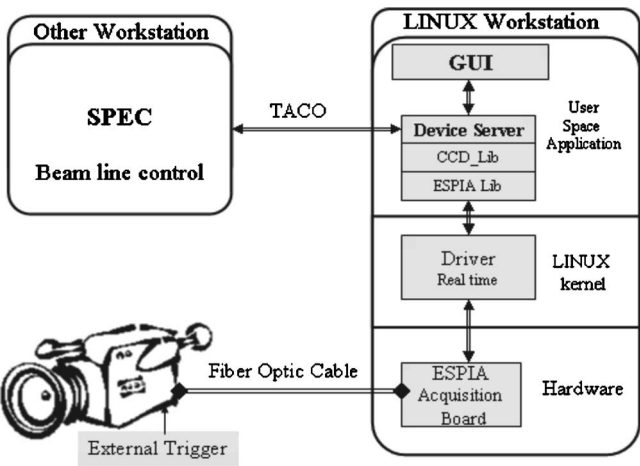 Other Workstation
SPEC
Beam line control
TACO
LINUX Workstation
GUI
Device Server
CCD_Lib
ESPIA Lib
User
Space
Application
Driver
Real time
LINUX
kernel
Fiber Optic Cable
ESPIA
Acquisition
Board
Hardware
External Trigger